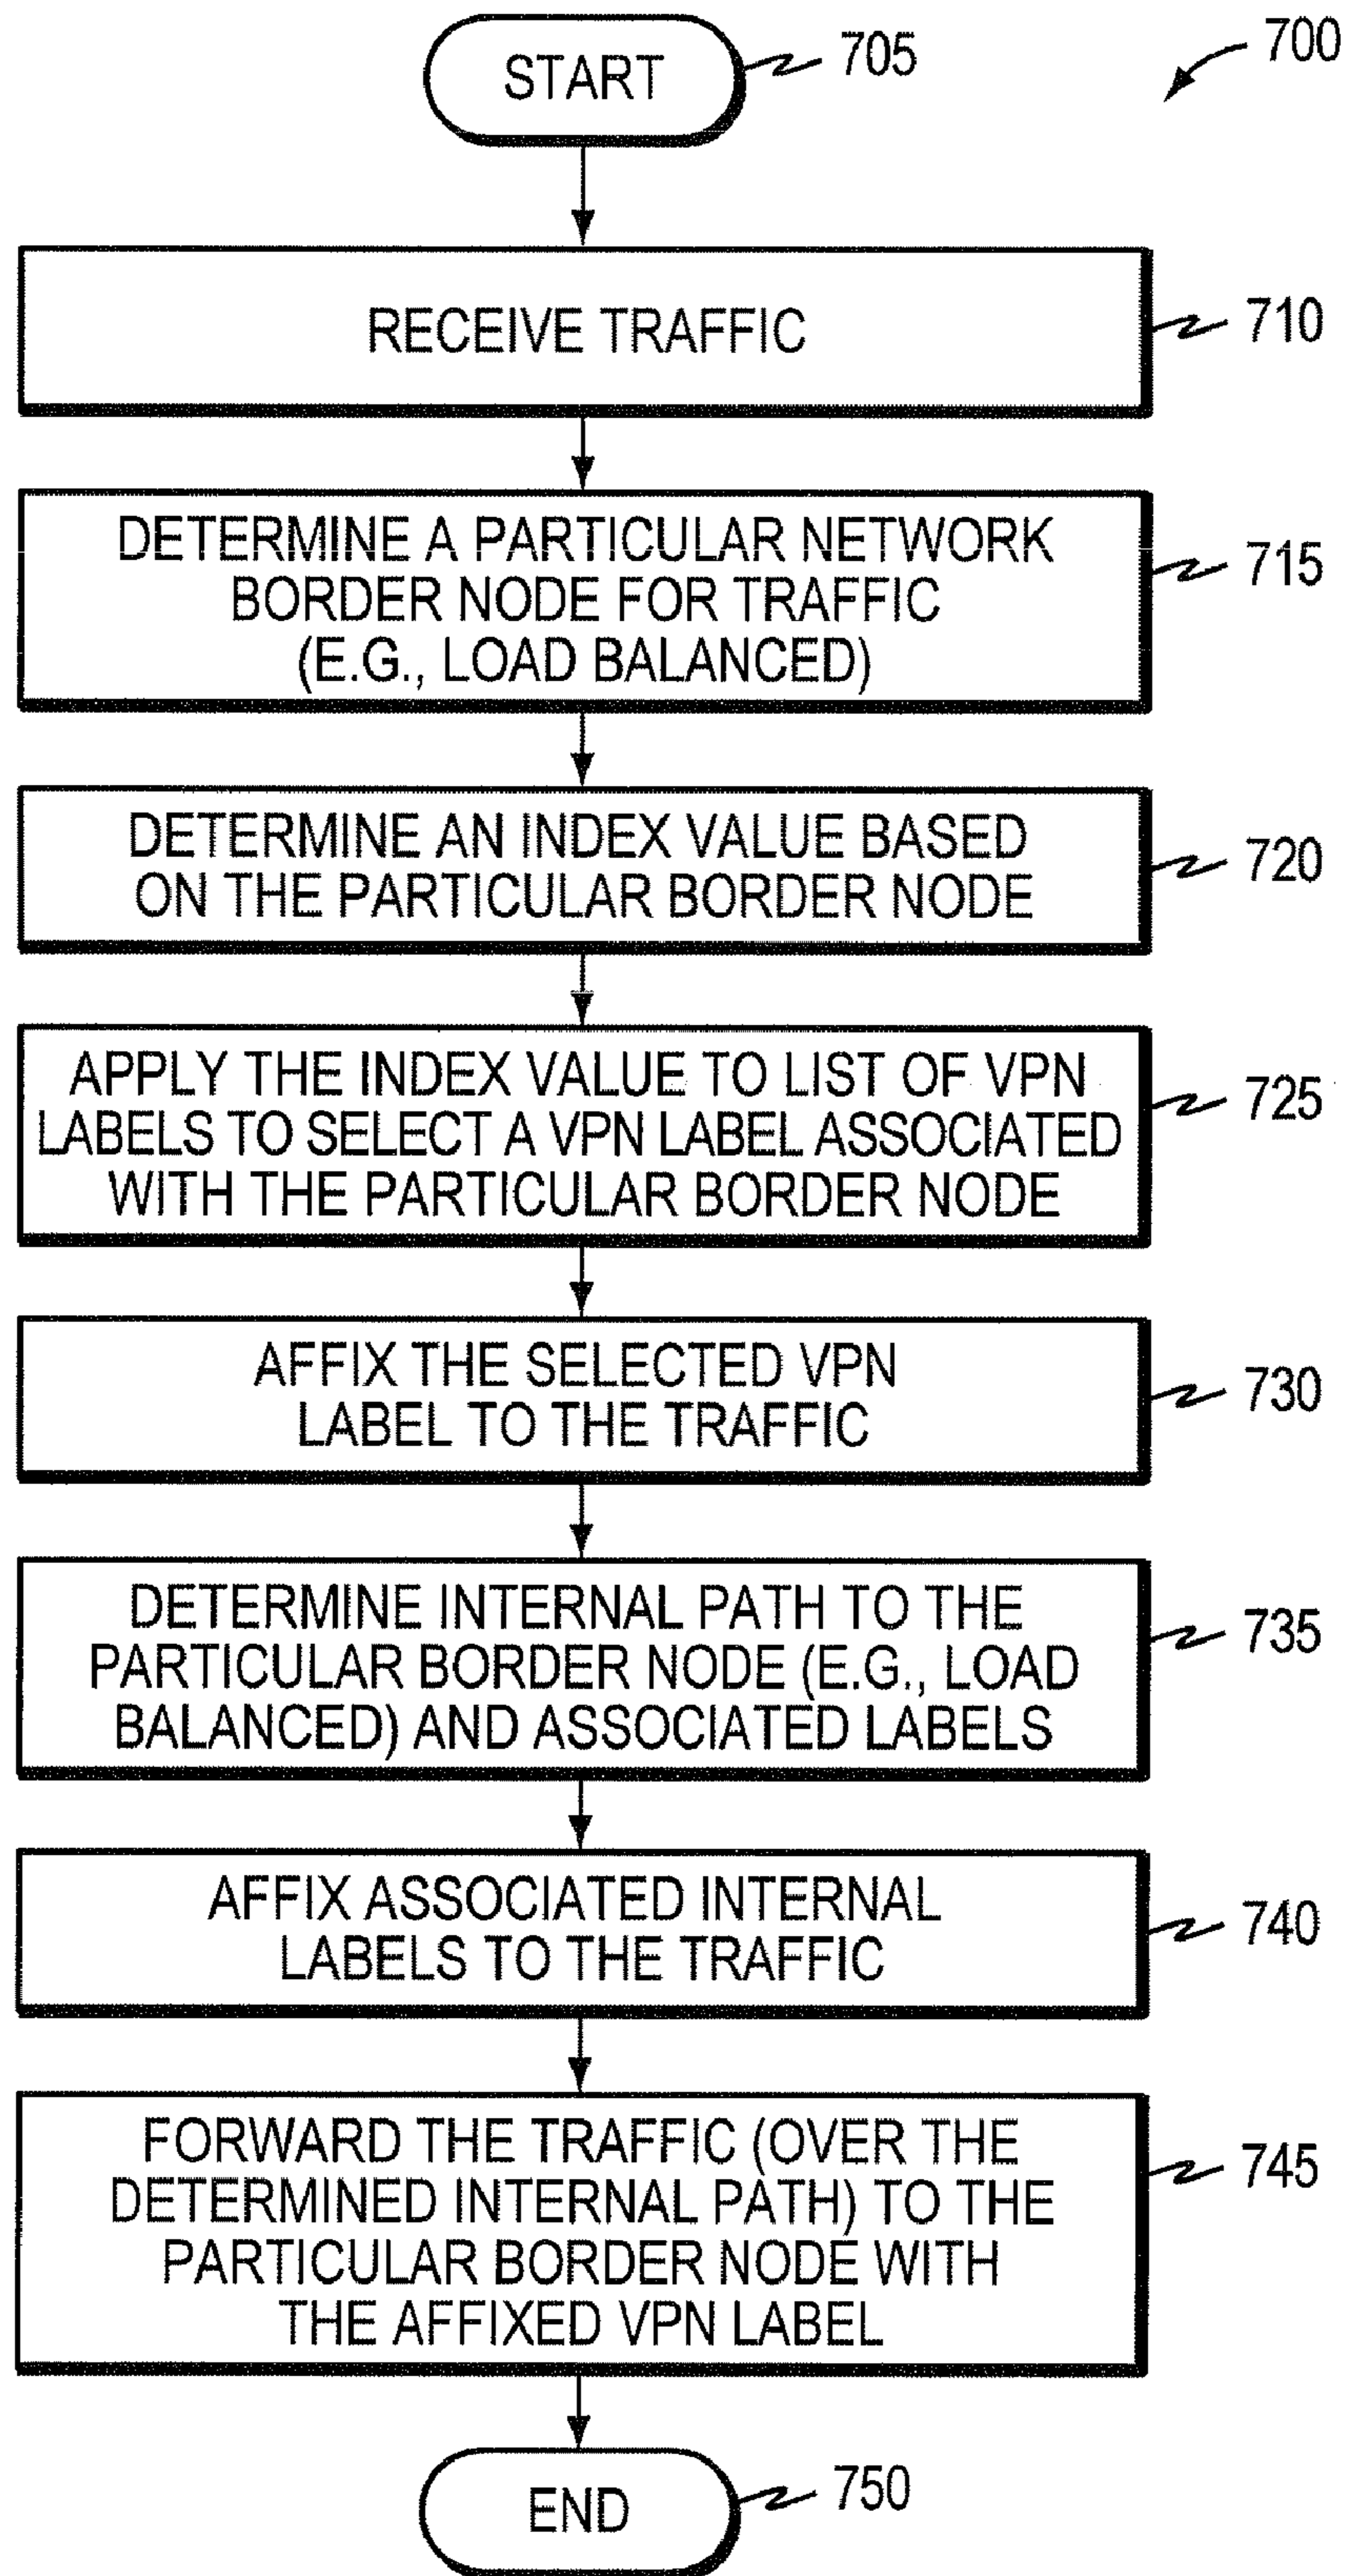 START
705
700
RECEIVE TRAFFIC
710
DETERMINE A PARTICULAR NETWORK
BORDER NODE FOR TRAFFIC
(E.G., LOAD BALANCED)
715
DETERMINE AN INDEX VALUE BASED
ON THE PARTICULAR BORDER NODE
720
APPLY THE INDEX VALUE TO LIST OF VPN
LABELS TO SELECT A VPN LABEL ASSOCIATED
WITH THE PARTICULAR BORDER NODE
725
AFFIX THE SELECTED VPN
LABEL TO THE TRAFFIC
730
DETERMINE INTERNAL PATH TO THE
PARTICULAR BORDER NODE (E.G., LOAD
BALANCED) AND ASSOCIATED LABELS
735
AFFIX ASSOCIATED INTERNAL
LABELS TO THE TRAFFIC
740
FORWARD THE TRAFFIC (OVER THE
DETERMINED INTERNAL PATH) TO THE
PARTICULAR BORDER NODE WITH
THE AFFIXED VPN LABEL
745
END
750